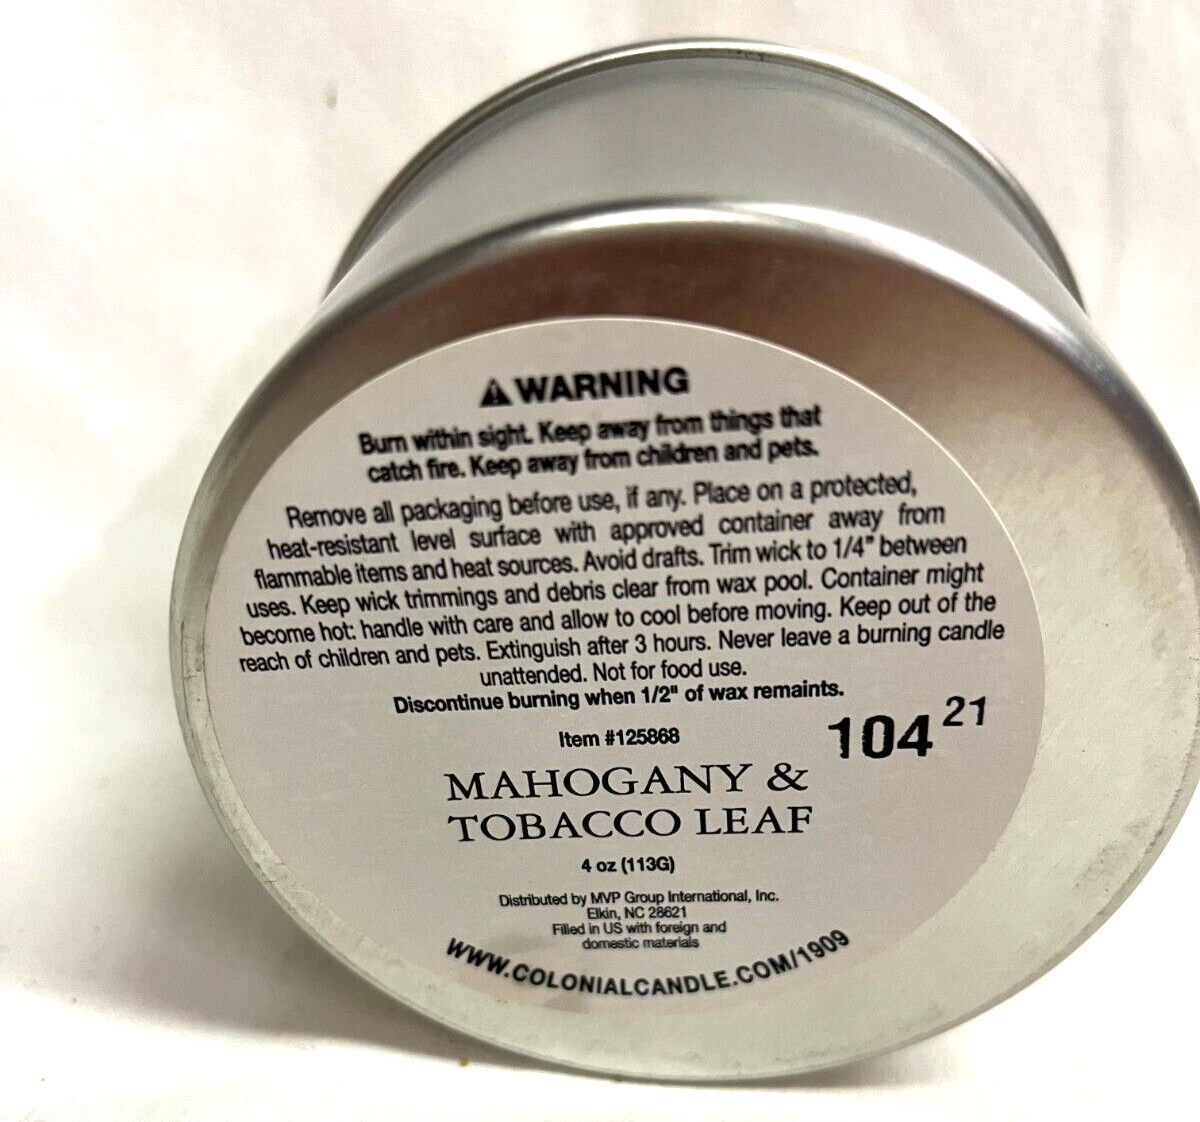 ⚠ WARNING
Burn within sight. Keep away from things that
catch fire. Keep away from children and pets.
Remove all packaging before use, if any. Place on a protected,
heat-resistant level surface with approved container away from
flammable items and heat sources. Avoid drafts. Trim wick to 1/4" between
uses. Keep wick trimmings and debris clear from wax pool. Container might
become hot: handle with care and allow to cool before moving. Keep out of the
reach of children and pets. Extinguish after 3 hours. Never leave a burning candle
unattended. Not for food use.
Discontinue burning when 1/2" of wax remaints.
Item #125868
104 21
MAHOGANY &
TOBACCO LEAF
4 oz (113G)
Distributed by MVP Group International, Inc.
Elkin, NC 28621
Filled in US with foreign and
domestic materials
WWW.COLONIALCANDLE.COM/1909